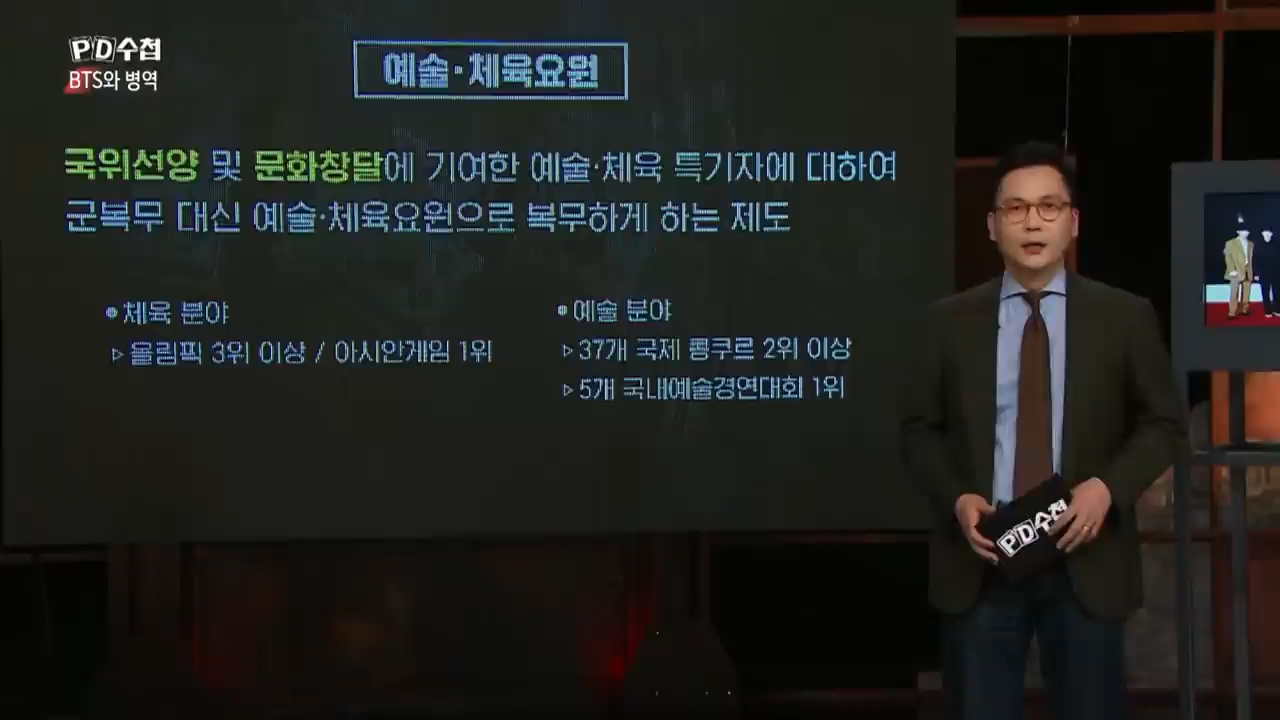 PD수첩
BTS와 병역
예술·체육요원
국위선양 및 문화창달에 기여한 예술·체육 특기자에 대하여
군복무 대신 예술·체육요원으로 복무하게 하는 제도
•체육 분야
▷올림픽 3위 이상 / 아시안게임 1위
•예술 분야
▷37개 국제 콩쿠르 2위 이상
▷5개 국내예술경연대회 1위
PD수첩